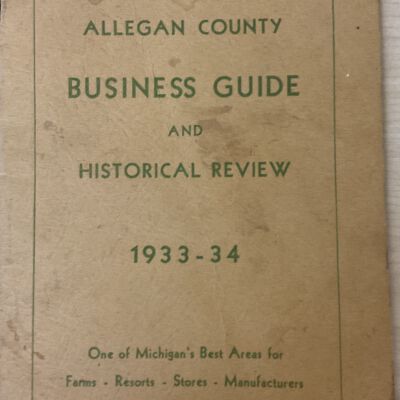 ALLEGAN COUNTY
BUSINESS GUIDE
AND
HISTORICAL REVIEW
1933-34
One of Michigan's Best Areas for
Farms - Resorts - Stores - Manufacturers